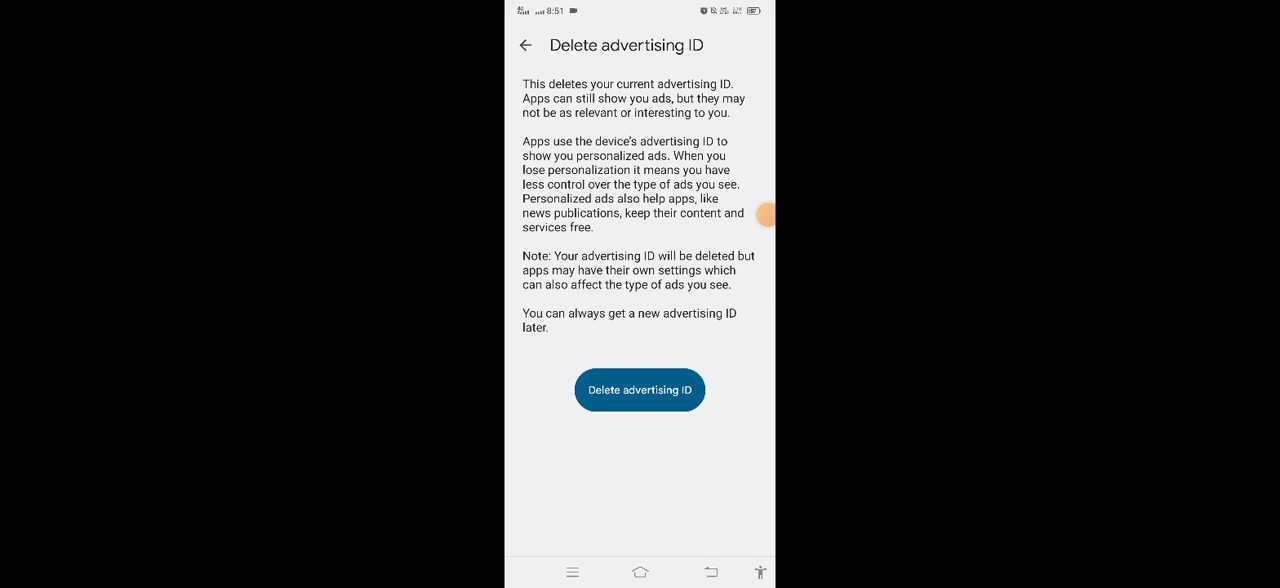 8:51
Delete advertising ID
This deletes your current advertising ID.
Apps can still show you ads, but they may
not be as relevant or interesting to you.
Apps use the device's advertising ID to
show you personalized ads. When you
lose personalization it means you have
less control over the type of ads you see.
Personalized ads also help apps, like
news publications, keep their content and
services free.
Note: Your advertising ID will be deleted but
apps may have their own settings which
can also affect the type of ads you see.
You can always get a new advertising ID
later.
Delete advertising ID